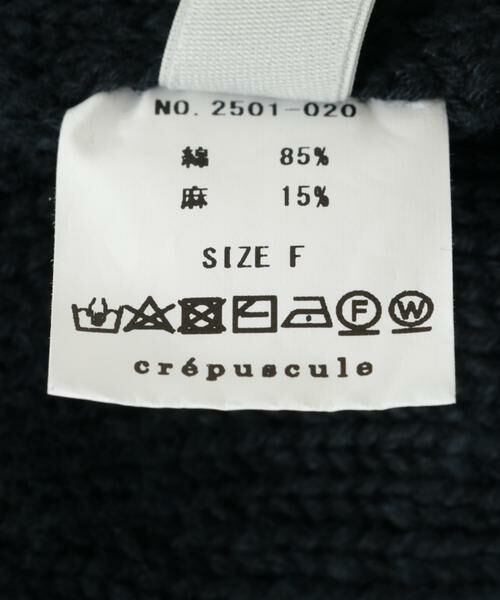 NO. 2501-020
綿 85%
麻 15%
SIZE F
F W
crépuscule